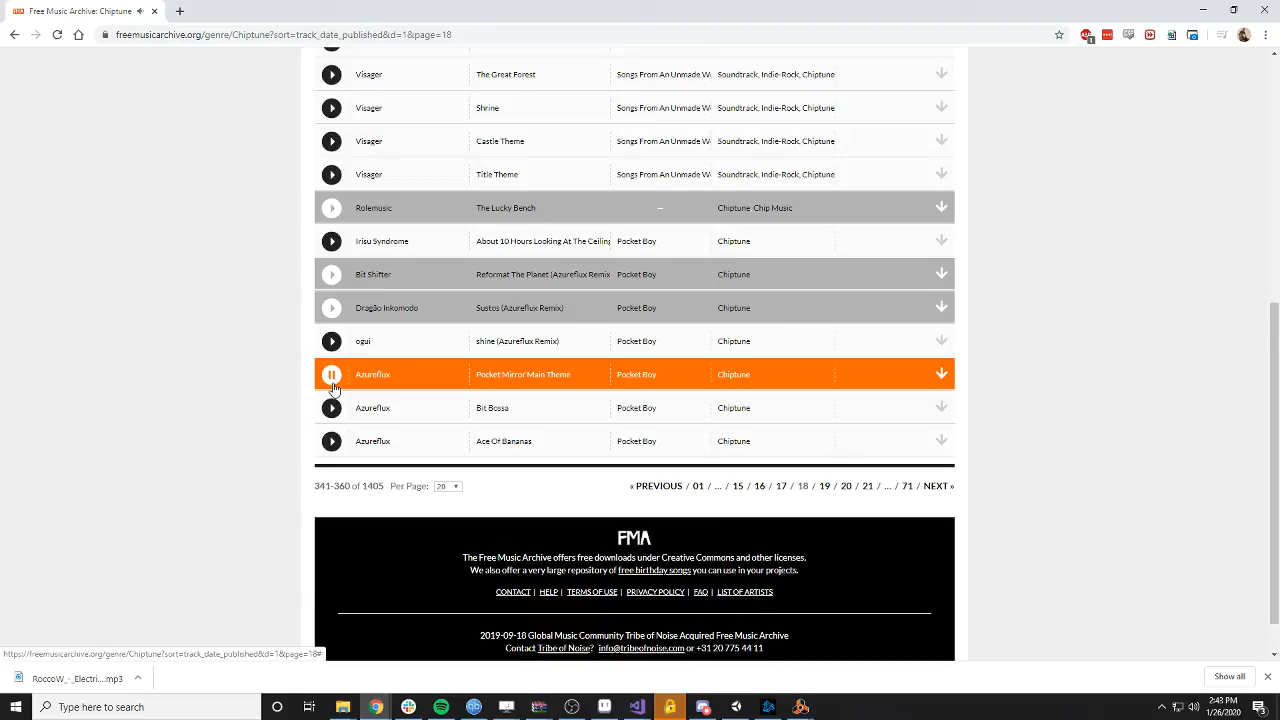 Free Music Archive: Chiptune
freemusicarchive.org/genre/Chiptune?sort=track_date_published&d=1&page=18
Visager The Great Forest Songs From An Unmade W Soundtrack, Indie-Rock, Chiptune
Visager Shrine Songs From An Unmade W Soundtrack, Indie-Rock, Chiptune
Visager Castle Theme Songs From An Unmade W Soundtrack, Indie-Rock, Chiptune
Visager Title Theme Songs From An Unmade W Soundtrack, Indie-Rock, Chiptune
Rolemusic The Lucky Bench — Chiptune Chip Music
Irisu Syndrome About 10 Hours Looking At The Ceiling Pocket Boy Chiptune
Bit Shifter Reformat The Planet (Azureflux Remix Pocket Boy Chiptune
Dragão Inkomodo Sustos (Azureflux Remix) Pocket Boy Chiptune
ogui shine (Azureflux Remix) Pocket Boy Chiptune
Azureflux Pocket Mirror Main Theme Pocket Boy Chiptune
Azureflux Bit Bossa Pocket Boy Chiptune
Azureflux Ace Of Bananas Pocket Boy Chiptune
341-360 of 1405 Per Page: 20 « PREVIOUS / 01 / ... / 15 / 16 / 17 / 18 / 19 / 20 / 21 / ... / 71 / NEXT »
FMA
The Free Music Archive offers free downloads under Creative Commons and other licenses.
We also offer a very large repository of free birthday songs you can use in your projects.
CONTACT | HELP | TERMS OF USE | PRIVACY POLICY | FAQ | LIST OF ARTISTS
2019-09-18 Global Music Community Tribe of Noise Acquired Free Music Archive
Contact Tribe of Noise? info@tribeofnoise.com or +31 20 775 44 11
https://freemusicarchive.org/genre/Chiptune?sort=track_date_published&d=1&page=18#
RoccoW_-_Electri....mp3 Show all
Type here to search
2:43 PM
1/26/2020